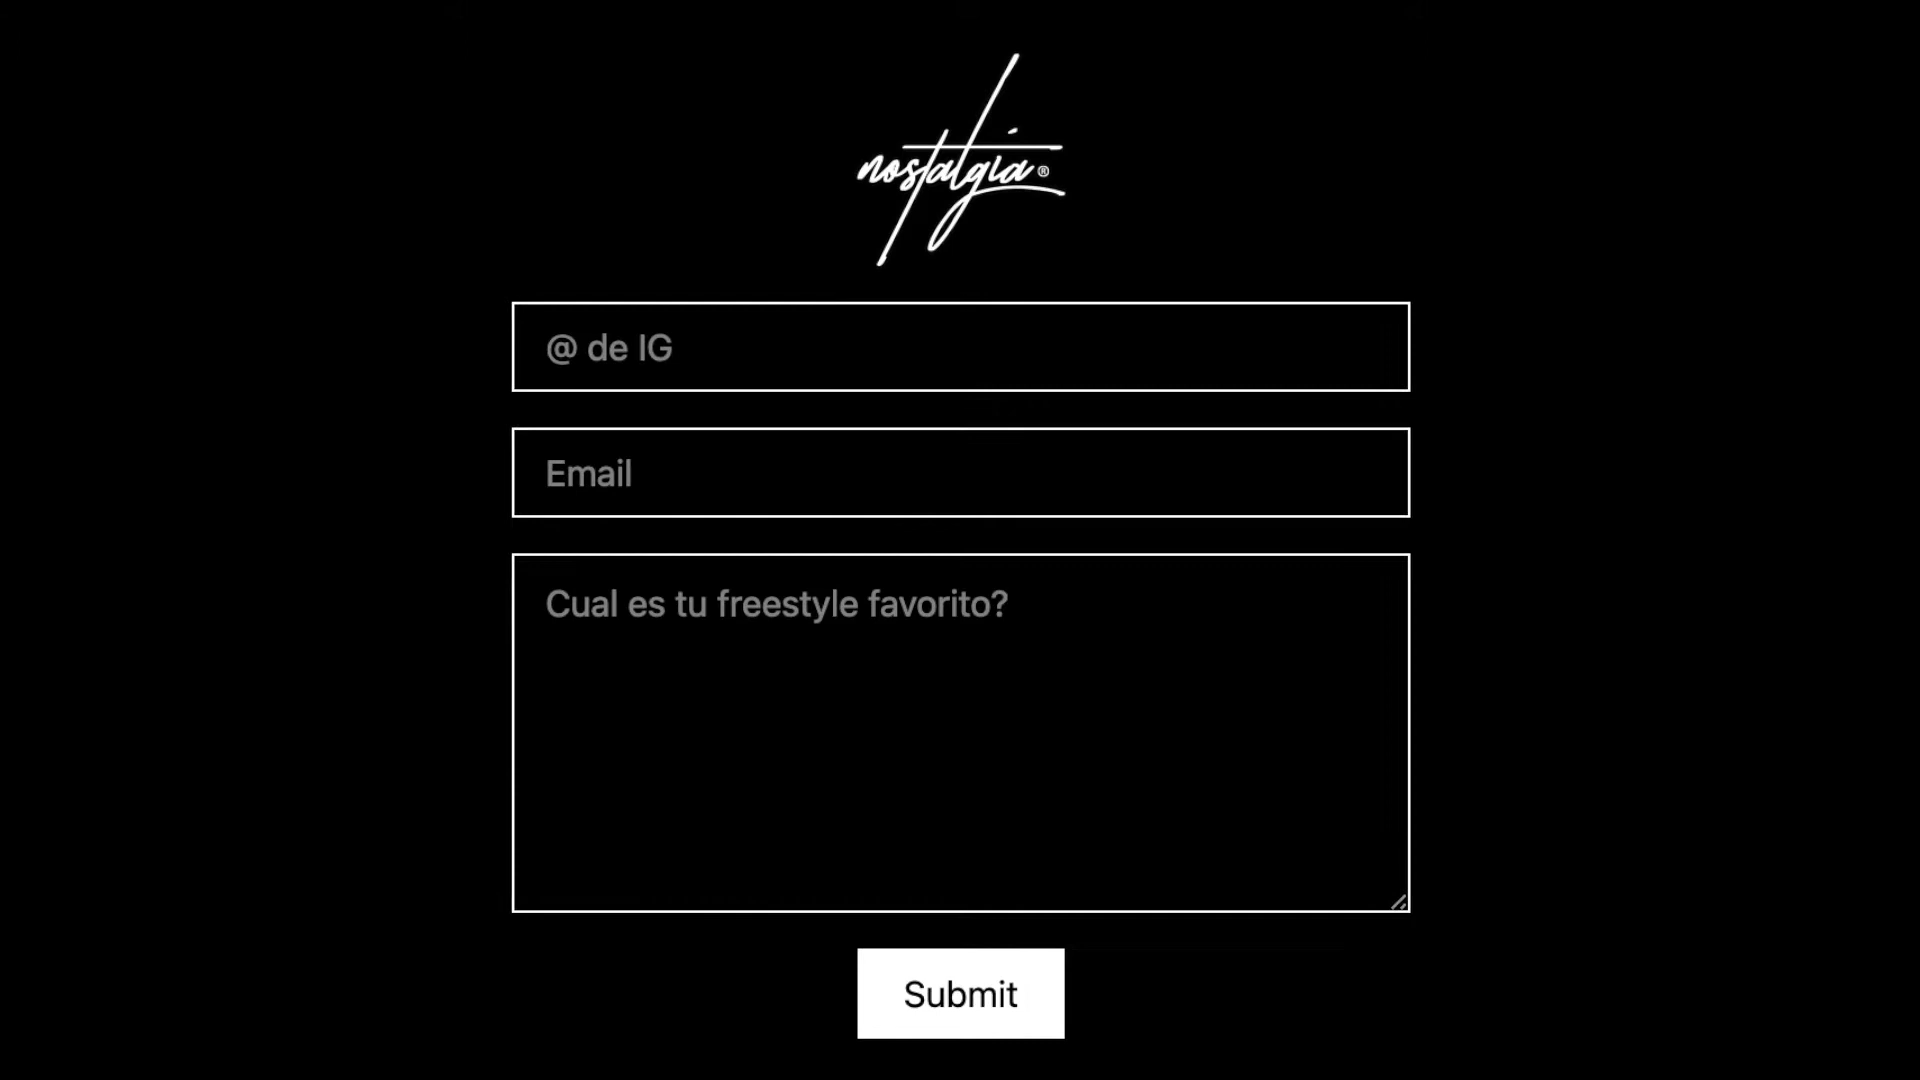 nostalgia®
@ de IG
Email
Cual es tu freestyle favorito?
Submit